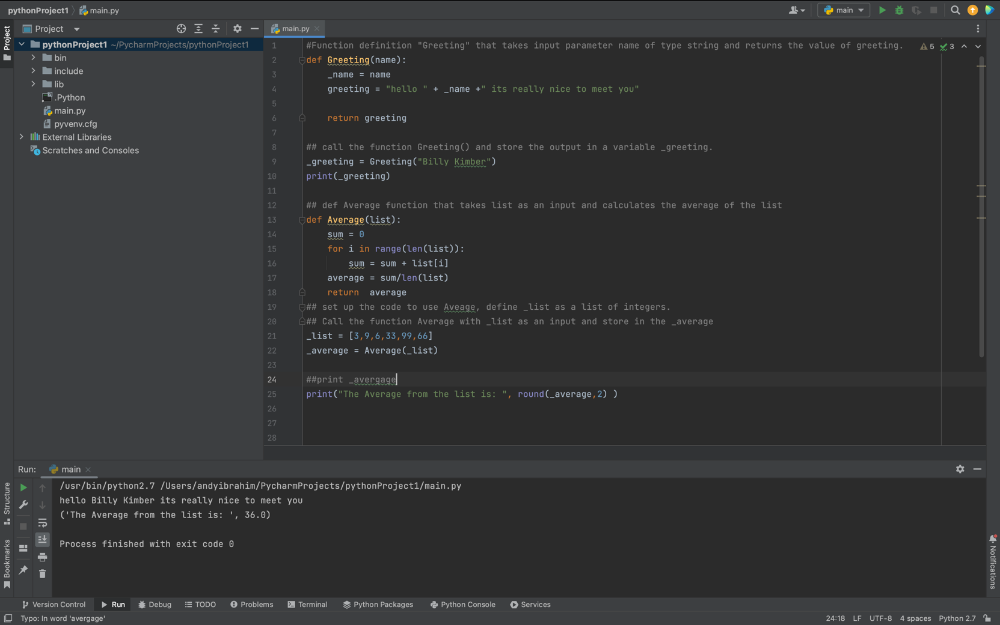 pythonProject1 main.py
main
Project
main.py
Project
pythonProject1 ~/PycharmProjects/pythonProject1
bin
include
lib
.Python
main.py
pyvenv.cfg
External Libraries
Scratches and Consoles
5 3
1 #Function definition "Greeting" that takes input parameter name of type string and returns the value of greeting.
2 def Greeting(name):
3 _name = name
4 greeting = "hello " + _name +" its really nice to meet you"
5
6 return greeting
7
8 ## call the function Greeting() and store the output in a variable _greeting.
9 _greeting = Greeting("Billy Kimber")
10 print(_greeting)
11
12 ## def Average function that takes list as an input and calculates the average of the list
13 def Average(list):
14 sum = 0
15 for i in range(len(list)):
16 sum = sum + list[i]
17 average = sum/len(list)
18 return  average
19 ## set up the code to use Aveage, define _list as a list of integers.
20 ## Call the function Average with _list as an input and store in the _average
21 _list = [3,9,6,33,99,66]
22 _average = Average(_list)
23
24 ##print _avergage
25 print("The Average from the list is: ", round(_average,2) )
26
27
28
Run: main
/usr/bin/python2.7 /Users/andyibrahim/PycharmProjects/pythonProject1/main.py
hello Billy Kimber its really nice to meet you
('The Average from the list is: ', 36.0)
Process finished with exit code 0
Structure
Bookmarks
Notifications
Version Control Run Debug TODO Problems Terminal Python Packages Python Console Services
Typo: In word 'avergage' 24:18 LF UTF-8 4 spaces Python 2.7